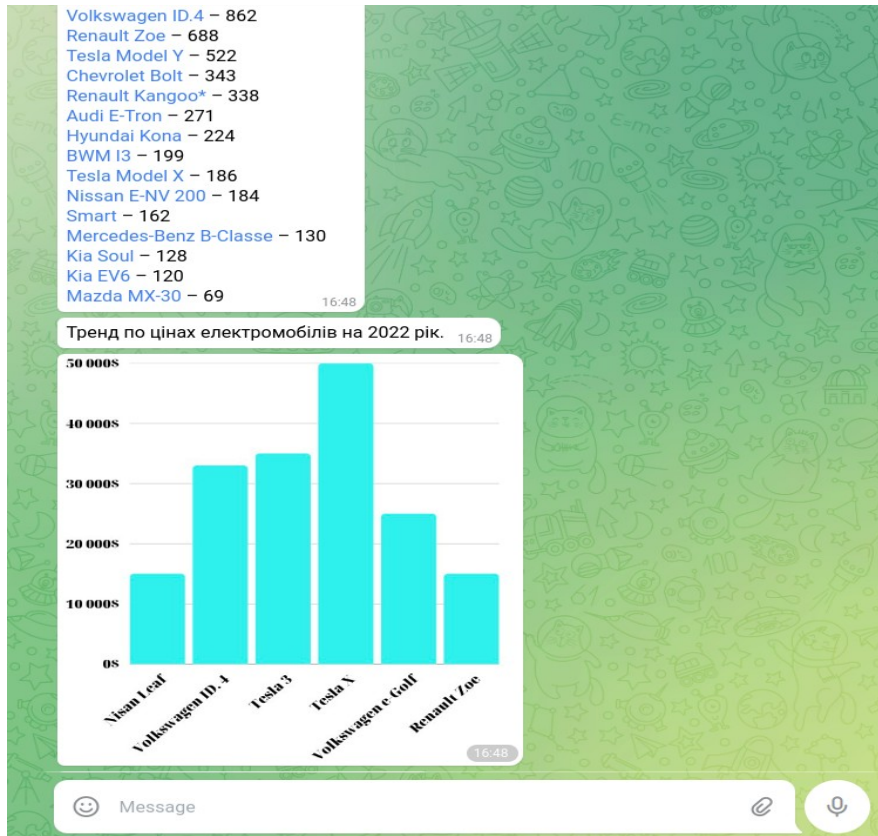 Volkswagen ID.4 – 862
Renault Zoe – 688
Tesla Model Y – 522
Chevrolet Bolt – 343
Renault Kangoo* – 338
Audi E-Tron – 271
Hyundai Kona – 224
BWM I3 – 199
Tesla Model X – 186
Nissan E-NV 200 – 184
Smart – 162
Mercedes-Benz B-Classe – 130
Kia Soul – 128
Kia EV6 – 120
Mazda MX-30 – 69
16:48
Тренд по цінах електромобілів на 2022 рік. 16:48
50 000$
40 000$
30 000$
20 000$
10 000$
0$
Nisan Leaf
Volkswagen ID. 4
Tesla 3
Tesla X
Volkswagen e-Golf
Renault Zoe
16:48
Message